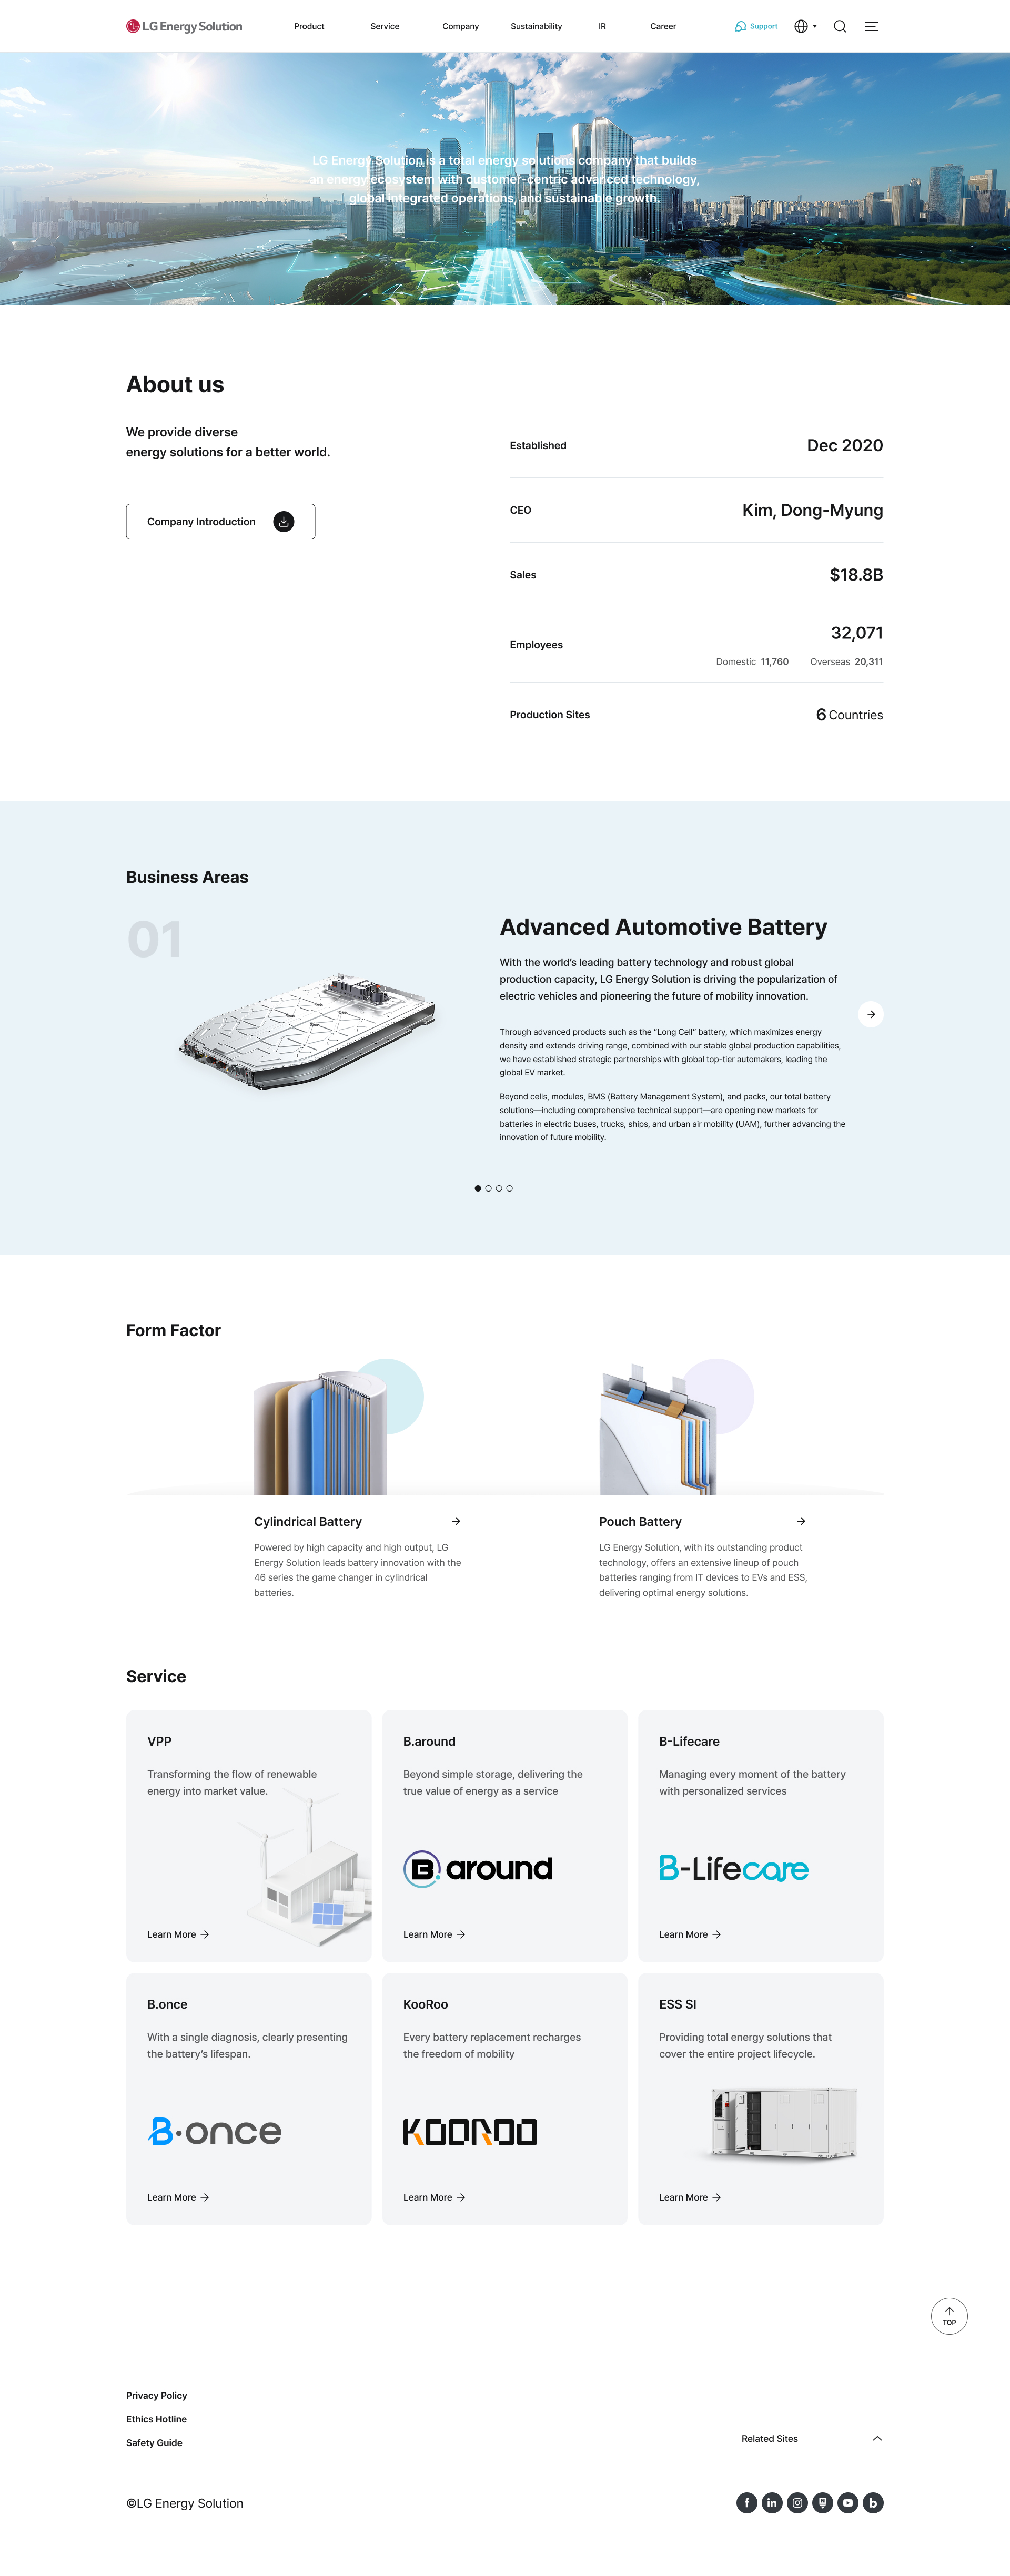 LG Energy Solution
Product
Service
Company
Sustainability
IR
Career
Support
LG Energy Solution is a total energy solutions company that builds
an energy ecosystem with customer-centric advanced technology,
global integrated operations, and sustainable growth.
About us
We provide diverse
energy solutions for a better world.
Company Introduction
Established
Dec 2020
CEO
Kim, Dong-Myung
Sales
$18.8B
Employees
32,071
Domestic 11,760
Overseas 20,311
Production Sites
6 Countries
Business Areas
01
Advanced Automotive Battery
With the world’s leading battery technology and robust global
production capacity, LG Energy Solution is driving the popularization of
electric vehicles and pioneering the future of mobility innovation.
Through advanced products such as the “Long Cell” battery, which maximizes energy
density and extends driving range, combined with our stable global production capabilities,
we have established strategic partnerships with global top-tier automakers, leading the
global EV market.
Beyond cells, modules, BMS (Battery Management System), and packs, our total battery
solutions—including comprehensive technical support—are opening new markets for
batteries in electric buses, trucks, ships, and urban air mobility (UAM), further advancing the
innovation of future mobility.
Form Factor
Cylindrical Battery
Powered by high capacity and high output, LG
Energy Solution leads battery innovation with the
46 series the game changer in cylindrical
batteries.
Pouch Battery
LG Energy Solution, with its outstanding product
technology, offers an extensive lineup of pouch
batteries ranging from IT devices to EVs and ESS,
delivering optimal energy solutions.
Service
VPP
Transforming the flow of renewable
energy into market value.
Learn More
B.around
Beyond simple storage, delivering the
true value of energy as a service
B.around
Learn More
B-Lifecare
Managing every moment of the battery
with personalized services
B-Lifecare
Learn More
B.once
With a single diagnosis, clearly presenting
the battery’s lifespan.
B·once
Learn More
KooRoo
Every battery replacement recharges
the freedom of mobility
KOOROO
Learn More
ESS SI
Providing total energy solutions that
cover the entire project lifecycle.
Learn More
TOP
Privacy Policy
Ethics Hotline
Safety Guide
Related Sites
©LG Energy Solution